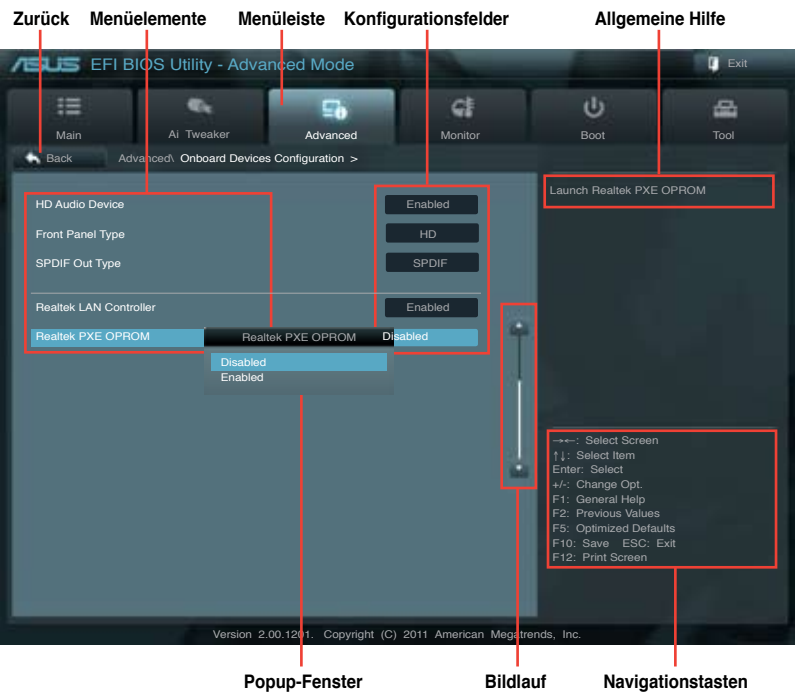 Zurück Menüelemente Menüleiste Konfigurationsfelder Allgemeine Hilfe
ASUS EFI BIOS Utility - Advanced Mode Exit
Main Ai Tweaker Advanced Monitor Boot Tool
Back Advanced\ Onboard Devices Configuration >
Launch Realtek PXE OPROM
HD Audio Device Enabled
Front Panel Type HD
SPDIF Out Type SPDIF
Realtek LAN Controller Enabled
Realtek PXE OPROM Realtek PXE OPROM Disabled
Disabled
Enabled
→←: Select Screen
↑↓: Select Item
Enter: Select
+/-: Change Opt.
F1: General Help
F2: Previous Values
F5: Optimized Defaults
F10: Save ESC: Exit
F12: Print Screen
Version 2.00.1201. Copyright (C) 2011 American Megatrends, Inc.
Popup-Fenster Bildlauf Navigationstasten